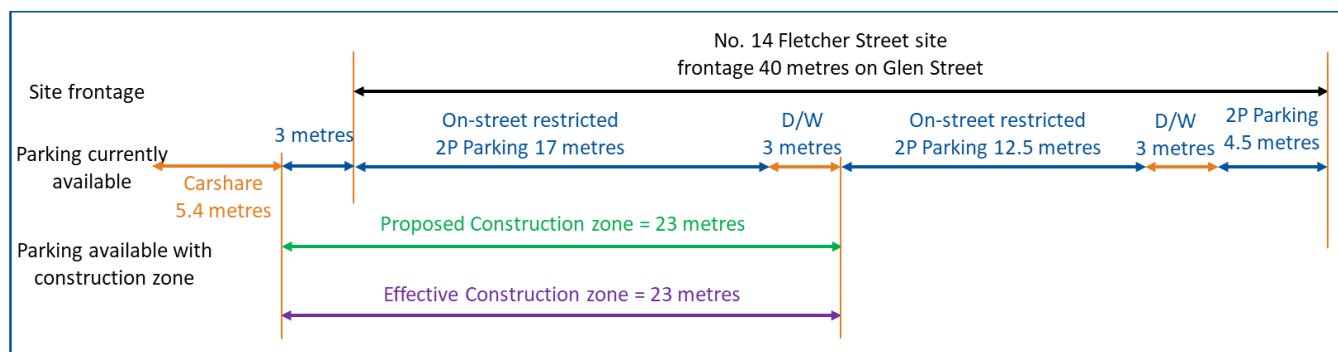 No. 14 Fletcher Street site
frontage 40 metres on Glen Street
Site frontage
3 metres
On-street restricted
2P Parking 17 metres
D/W
3 metres
On-street restricted
2P Parking 12.5 metres
D/W
3 metres
2P Parking
4.5 metres
Parking currently
available
Carshare
5.4 metres
Proposed Construction zone = 23 metres
Parking available with
construction zone
Effective Construction zone = 23 metres